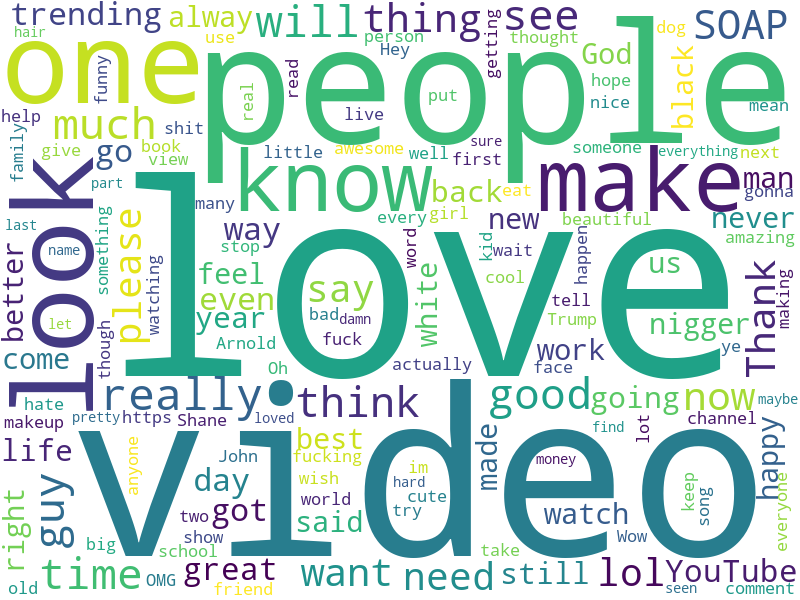 hair
trending
alway
will
thing
see
SOAP
use
person
Hey
getting
thought
God
dog
one
people
funny
real
read
put
hope
nice
black
mean
help
much
shit
live
family
give
book
view
go
little
awesome
well
first
sure
someone
everything
next
look
part
know
back
make
man
eat
gonna
many
every
girl
new
beautiful
never
last
something
please
way
stop
word
kid
wait
happen
amazing
name
better
watching
love
feel
say
white
cool
us
Thank
making
let
even
bad
damn
tell
Trump
nigger
year
fuck
come
though
Arnold
Oh
actually
work
face
ye
really
think
good
going
now
maybe
hate
pretty
https
Shane
loved
find
lot
channel
makeup
life
anyone
John
best
fucking
im
made
money
happy
guy
video
day
wish
cute
hard
world
try
watch
keep
song
everyone
right
two
got
said
Wow
show
big
school
great
take
time
OMG
want
need
still
lol
YouTube
old
friend
seen
comment